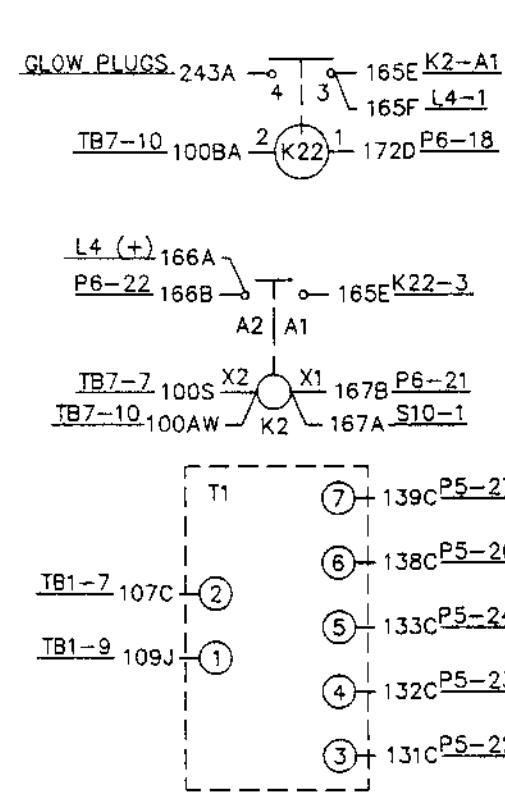 GLOW PLUGS 243A 165E K2-A1
4 3
165F L4-1
TB7-10 100BA 2 K22 1 172D P6-18
L4 (+) 166A
P6-22 166B 165E K22-3
A2 A1
TB7-7 100S X2 X1 167B P6-21
TB7-10 100AW K2 167A S10-1
T1
7 139C
6 138C
TB1-7 107C 2
5 133C
TB1-9 109J 1
4 132C
3 131C